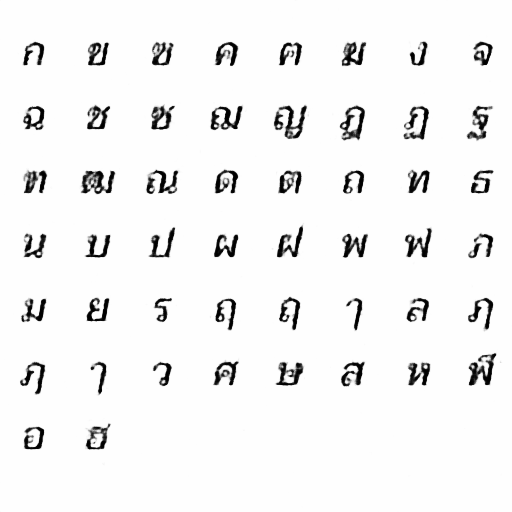 ก ข ฃ ค ฅ ฆ ง จ
ฉ ช ซ ฌ ญ ฎ ฏ ฐ
ฑ ฒ ณ ด ต ถ ท ธ
น บ ป ผ ฝ พ ฟ ภ
ม ย ร ฤ ฤ ๅ ล ฦ
ฦ ๅ ว ศ ษ ส ห ฬ
อ ฮ